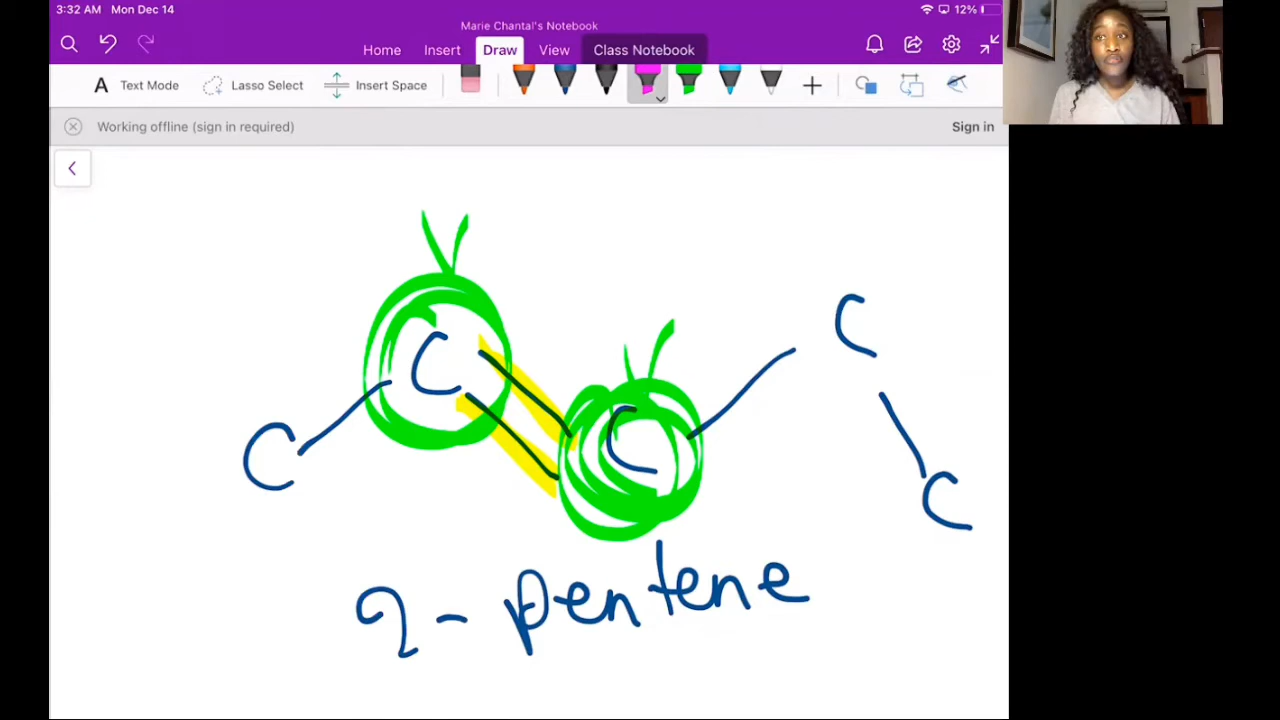 3:32 AM Mon Dec 14
12%
Marie Chantal's Notebook
Home Insert Draw View Class Notebook
A Text Mode Lasso Select Insert Space
Working offline (sign in required) Sign in
C
C
C
C
C
2 - pentene